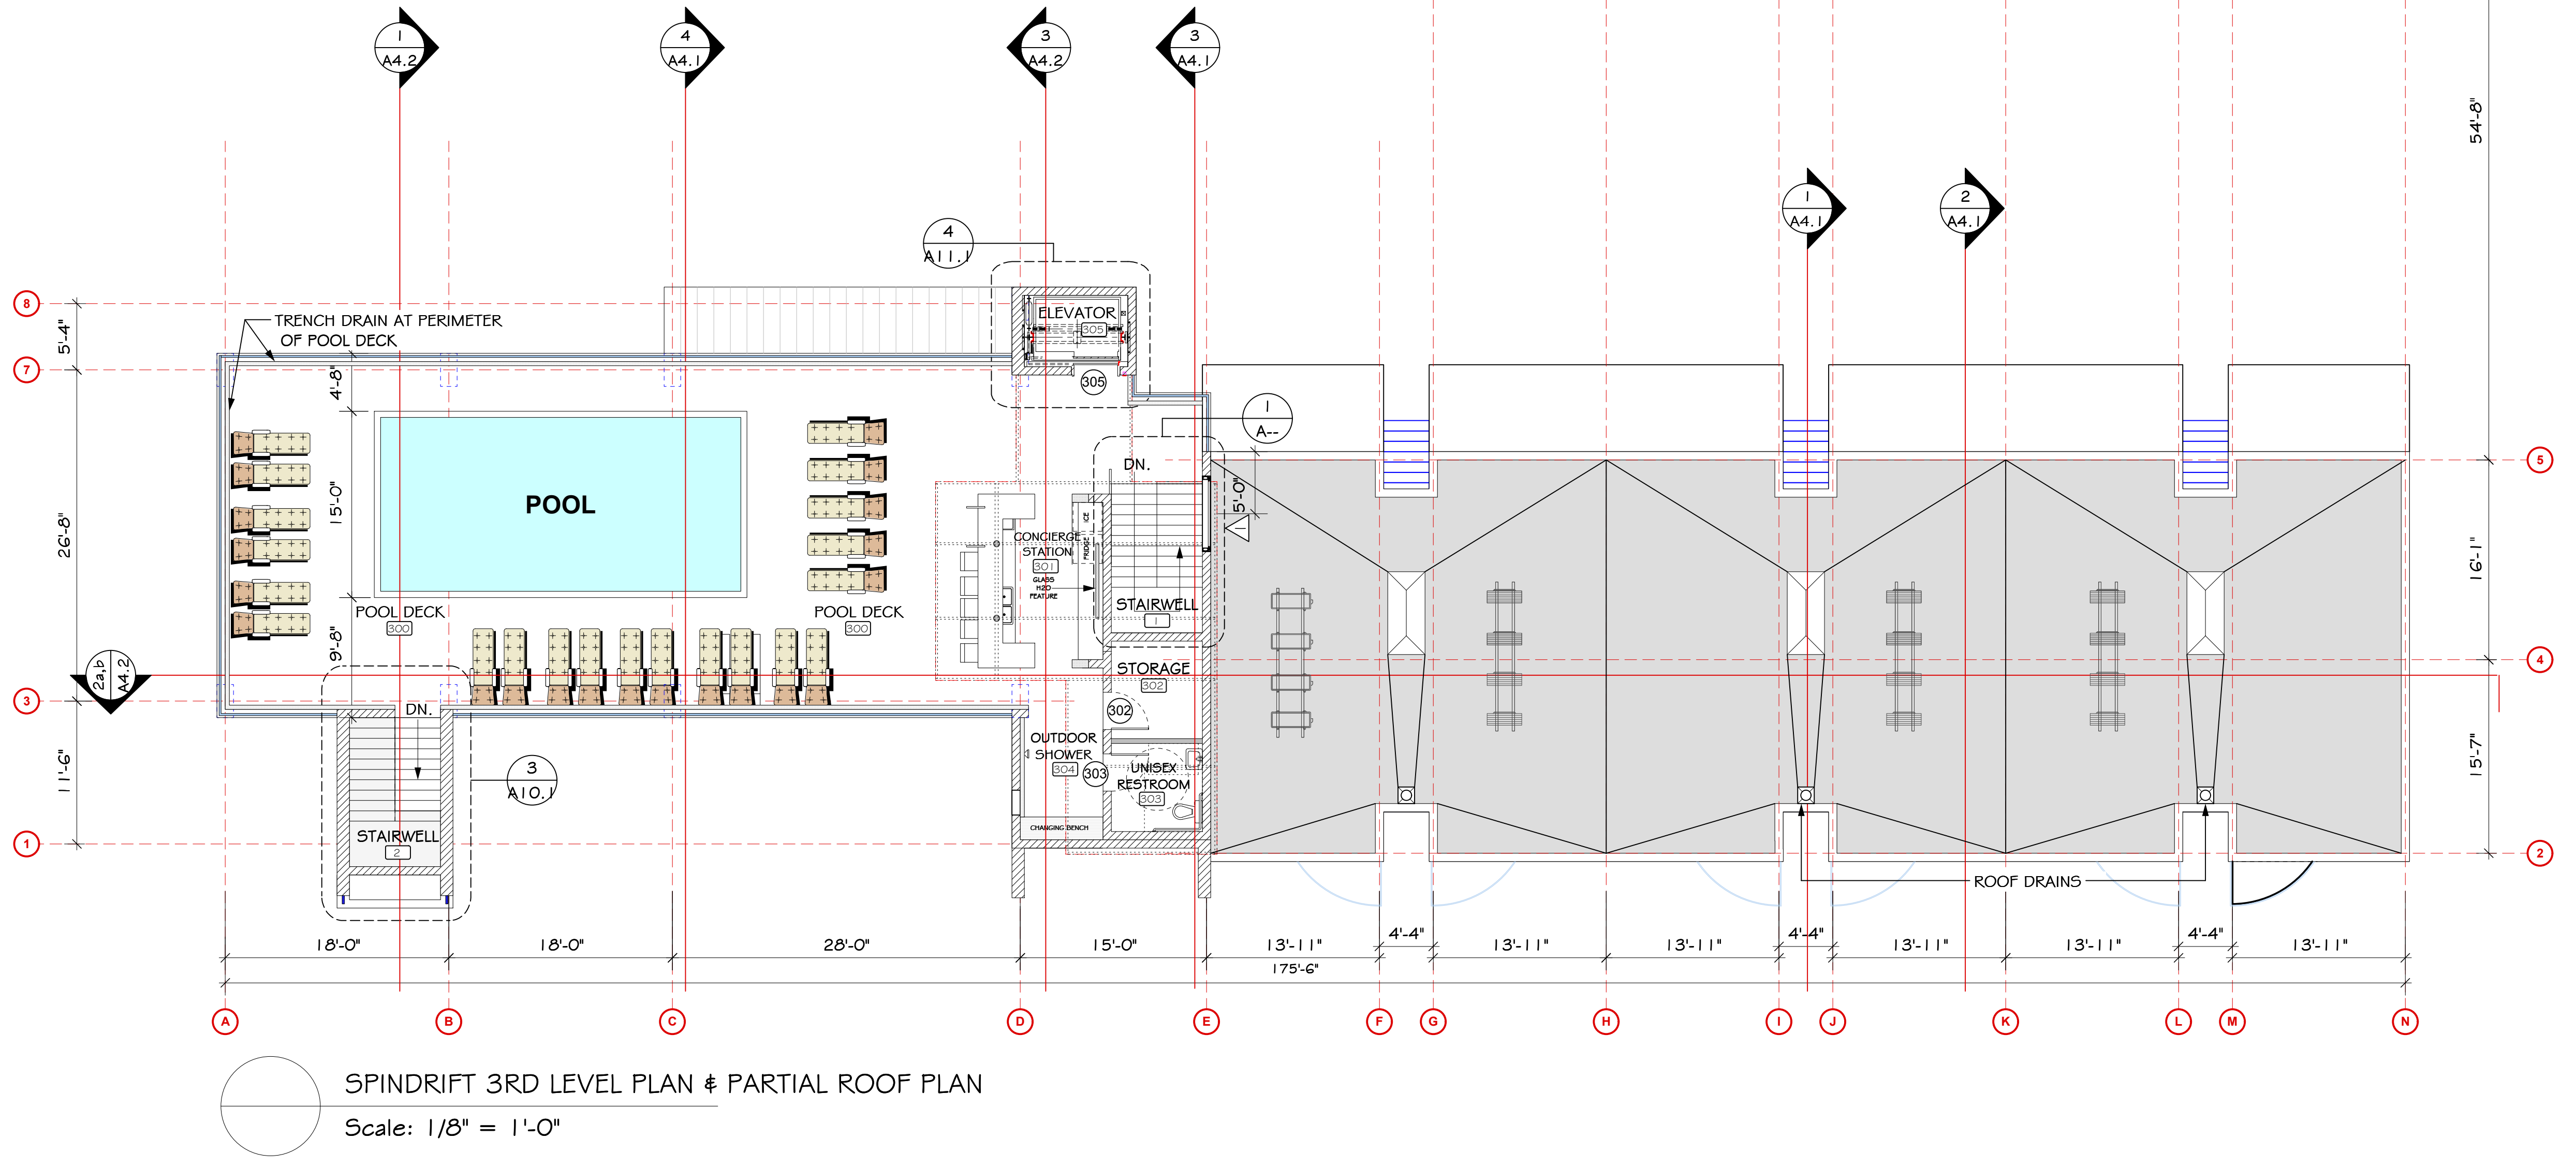 1
A4.2
4
A4.1
3
A4.2
3
A4.1
54'-8"
1
A4.1
2
A4.1
4
A11.1
8
5'-4"
7
TRENCH DRAIN AT PERIMETER
OF POOL DECK
ELEVATOR
305
305
4'-8"
1
A--
DN.
5
15'-0"
POOL
5'-0"
1
ICE
FRIDGE
CONCIERGE
STATION
301
GLASS
H2O
FEATURE
26'-8"
16'-1"
STAIRWELL
1
POOL DECK
300
POOL DECK
300
9'-8"
2a,b
A4.2
STORAGE
302
4
3
DN.
302
OUTDOOR
SHOWER
304
303
UNISEX
RESTROOM
303
3
A10.1
11'-6"
15'-7"
CHANGING BENCH
STAIRWELL
2
1
2
ROOF DRAINS
18'-0"
18'-0"
28'-0"
15'-0"
13'-11"
4'-4"
13'-11"
13'-11"
4'-4"
13'-11"
13'-11"
4'-4"
13'-11"
175'-6"
A
B
C
D
E
F
G
H
I
J
K
L
M
N
SPINDRIFT 3RD LEVEL PLAN & PARTIAL ROOF PLAN
Scale: 1/8" = 1'-0"